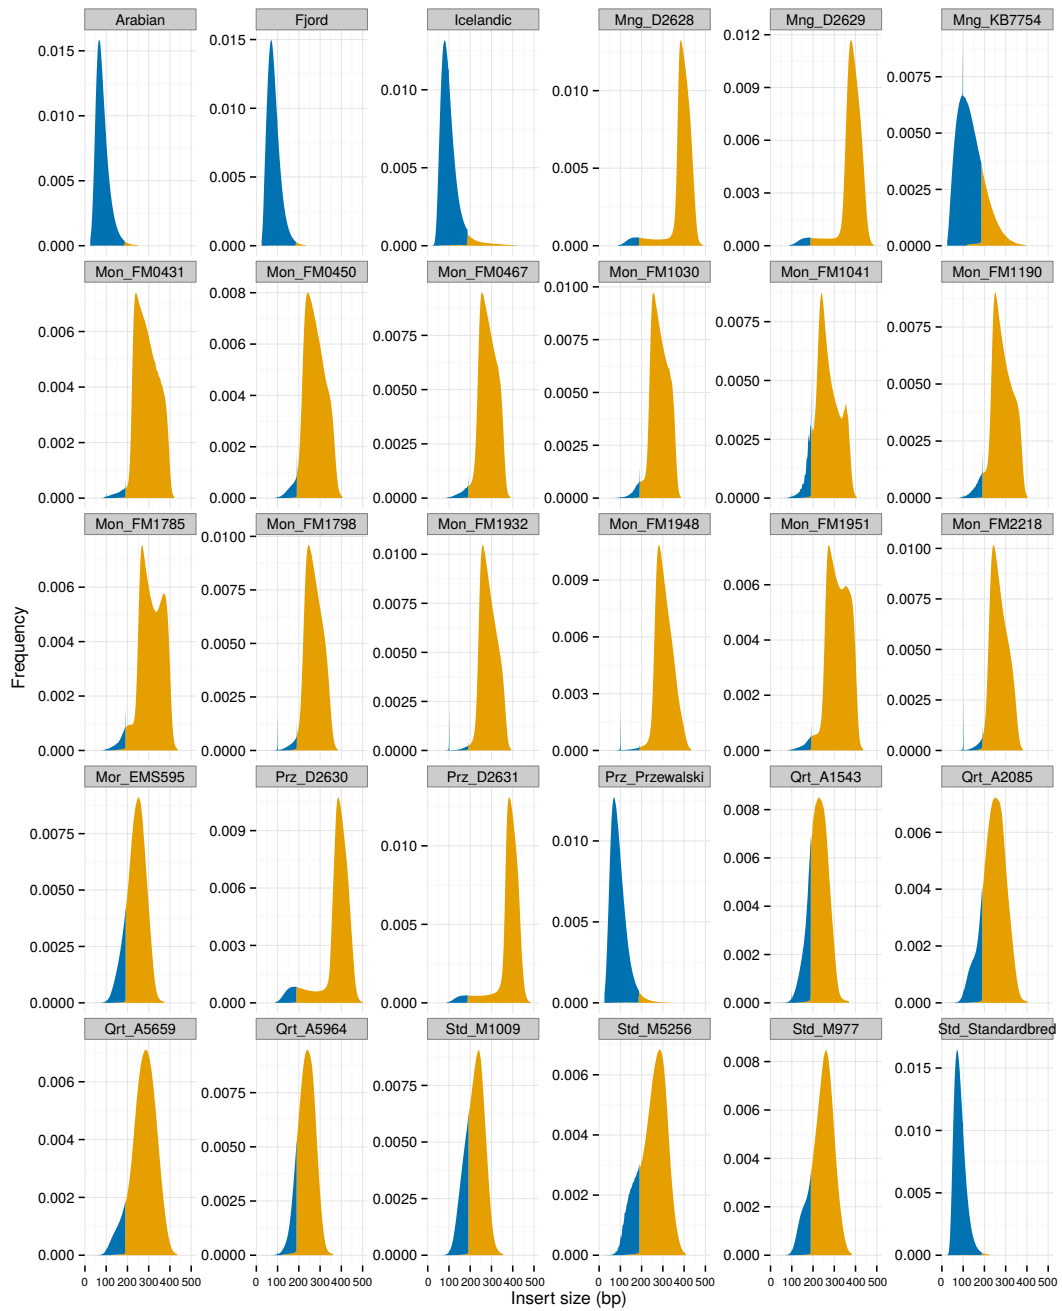 Arabian Fjord Icelandic Mng_D2628 Mng_D2629 Mng_KB7754
0.015 0.010 0.005 0.000
0.015 0.010 0.005 0.000
0.010 0.005 0.000
0.010 0.005 0.000
0.012 0.009 0.006 0.003 0.000
0.0075 0.0050 0.0025 0.0000
Mon_FM0431 Mon_FM0450 Mon_FM0467 Mon_FM1030 Mon_FM1041 Mon_FM1190
0.006 0.004 0.002 0.000
0.008 0.006 0.004 0.002 0.000
0.0075 0.0050 0.0025 0.0000
0.0100 0.0075 0.0050 0.0025 0.0000
0.0075 0.0050 0.0025 0.0000
0.0075 0.0050 0.0025 0.0000
Mon_FM1785 Mon_FM1798 Mon_FM1932 Mon_FM1948 Mon_FM1951 Mon_FM2218
0.006 0.004 0.002 0.000
0.0100 0.0075 0.0050 0.0025 0.0000
0.0100 0.0075 0.0050 0.0025 0.0000
0.009 0.006 0.003 0.000
0.006 0.004 0.002 0.000
0.0100 0.0075 0.0050 0.0025 0.0000
Frequency
Mor_EMS595 Prz_D2630 Prz_D2631 Prz_Przewalski Qrt_A1543 Qrt_A2085
0.0075 0.0050 0.0025 0.0000
0.009 0.006 0.003 0.000
0.010 0.005 0.000
0.010 0.005 0.000
0.008 0.006 0.004 0.002 0.000
0.006 0.004 0.002 0.000
Qrt_A5659 Qrt_A5964 Std_M1009 Std_M5256 Std_M977 Std_Standardbred
0.006 0.004 0.002 0.000
0.0075 0.0050 0.0025 0.0000
0.0075 0.0050 0.0025 0.0000
0.006 0.004 0.002 0.000
0.008 0.006 0.004 0.002 0.000
0.015 0.010 0.005 0.000
0 100 200 300 400 500 0 100 200 300 400 500 0 100 200 300 400 500 0 100 200 300 400 500 0 100 200 300 400 500 0 100 200 300 400 500
Insert size (bp)